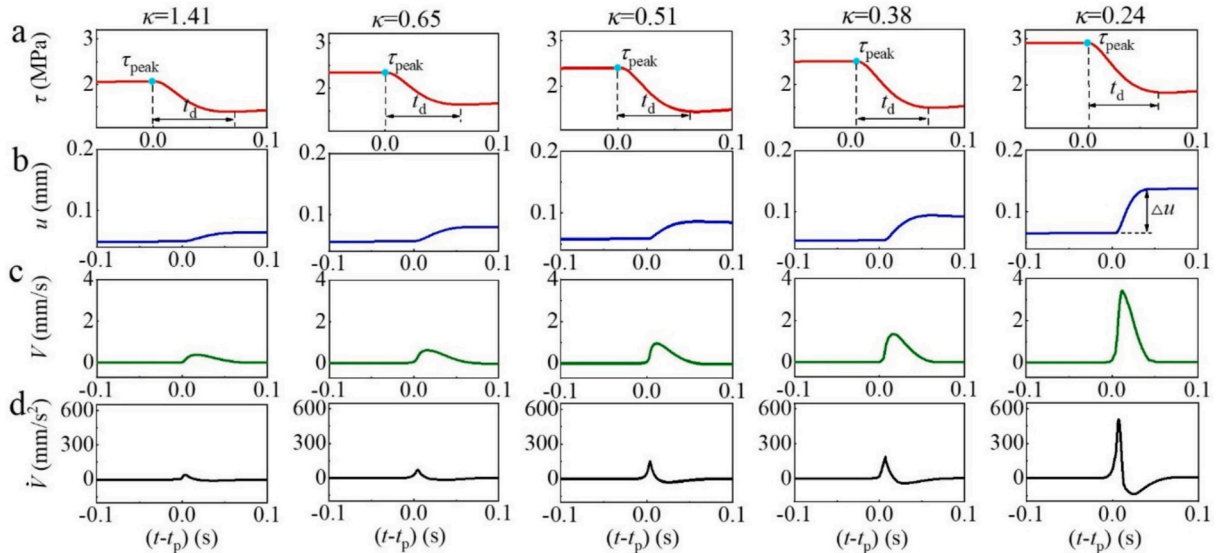 κ=1.41 κ=0.65 κ=0.51 κ=0.38 κ=0.24
a
τ (MPa)
3 3 3 3 3
τpeak τpeak τpeak τpeak τpeak
2 2 2 2 2
td td td td td
0.0 0.1 0.0 0.1 0.0 0.1 0.0 0.1 0.0 0.1
b
u (mm)
0.2 0.2 0.2 0.2 0.2
0.1 0.1 0.1 0.1 0.1
Δu
-0.1 0.0 0.1 -0.1 0.0 0.1 -0.1 0.0 0.1 -0.1 0.0 0.1 -0.1 0.0 0.1
c
V (mm/s)
4 4 4 4 4
2 2 2 2 2
0 0 0 0 0
-0.1 0.0 0.1 -0.1 0.0 0.1 -0.1 0.0 0.1 -0.1 0.0 0.1 -0.1 0.0 0.1
d
V̇ (mm/s²)
600 600 600 600 600
300 300 300 300 300
0 0 0 0 0
-0.1 0.0 0.1 -0.1 0.0 0.1 -0.1 0.0 0.1 -0.1 0.0 0.1 -0.1 0.0 0.1
(t-tp) (s) (t-tp) (s) (t-tp) (s) (t-tp) (s) (t-tp) (s)